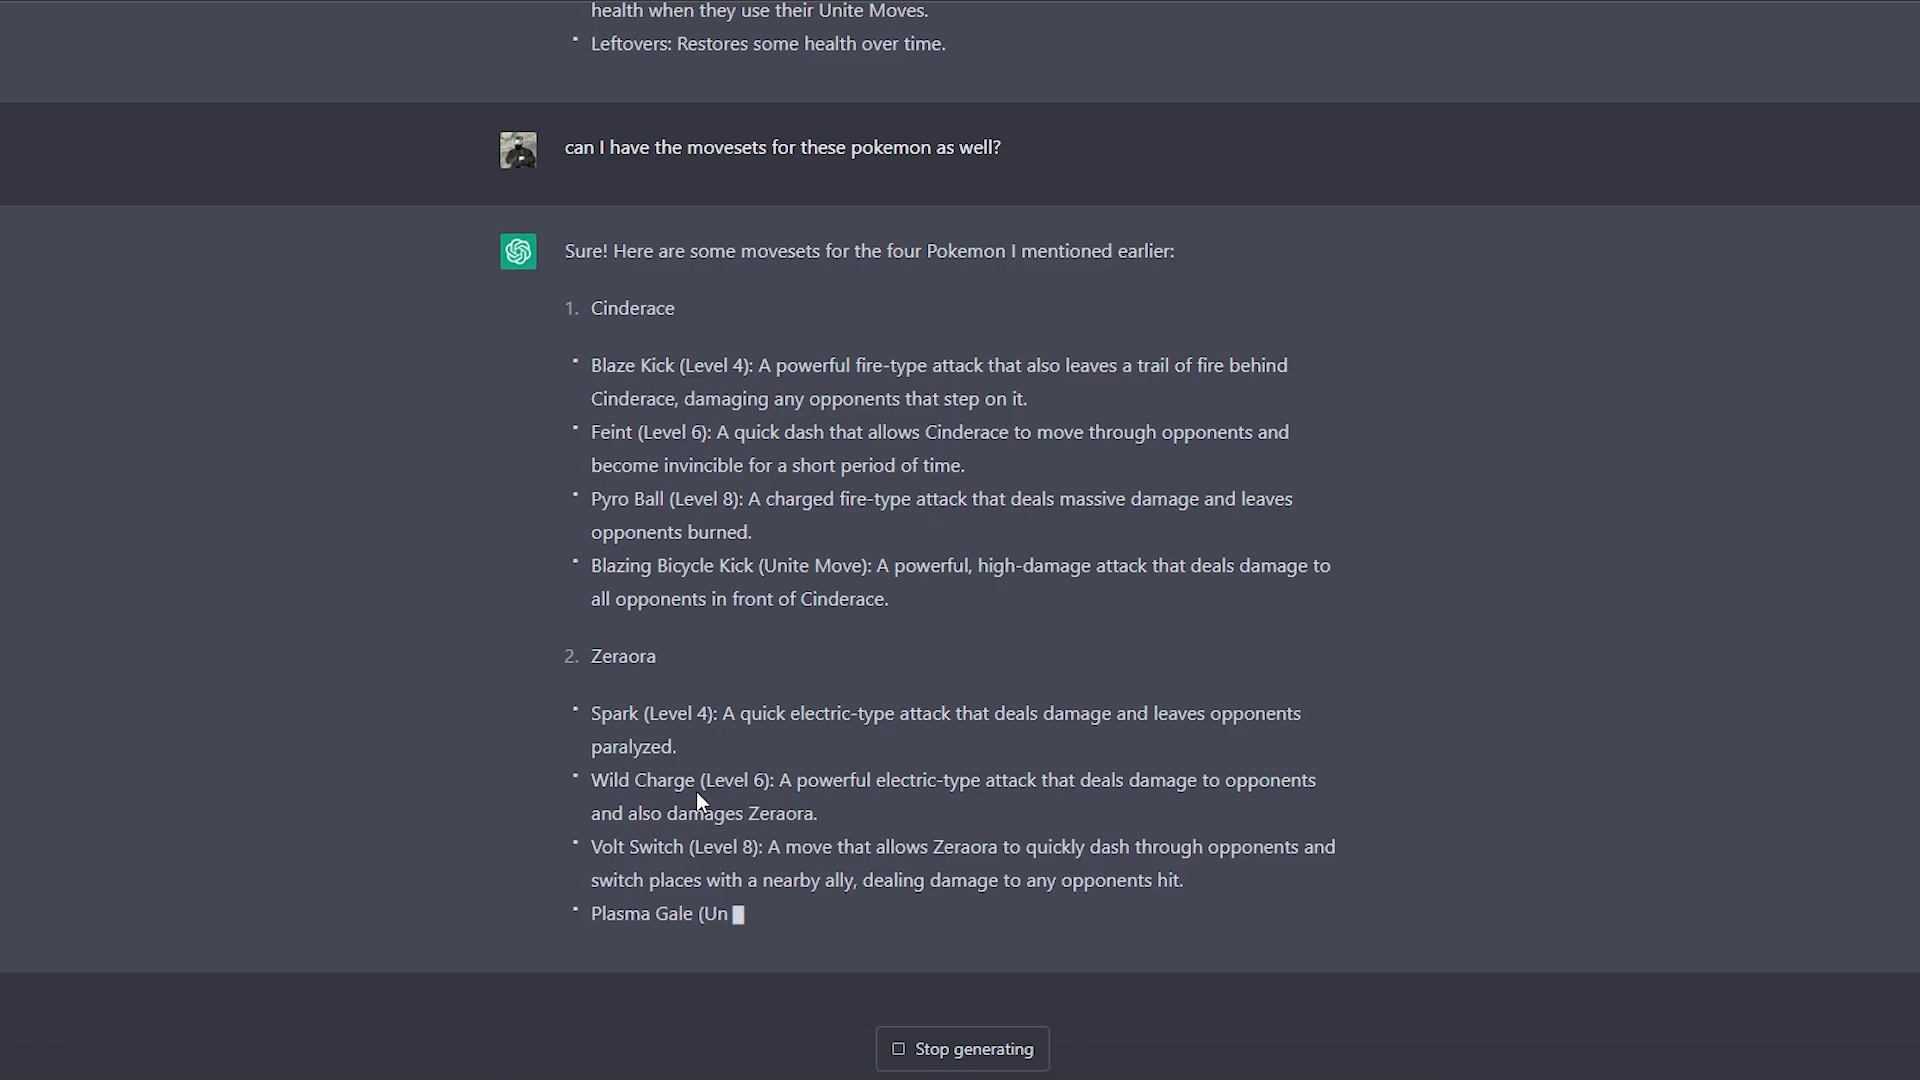 health when they use their Unite Moves.
• Leftovers: Restores some health over time.
can I have the movesets for these pokemon as well?
Sure! Here are some movesets for the four Pokemon I mentioned earlier:
1. Cinderace
• Blaze Kick (Level 4): A powerful fire-type attack that also leaves a trail of fire behind
Cinderace, damaging any opponents that step on it.
• Feint (Level 6): A quick dash that allows Cinderace to move through opponents and
become invincible for a short period of time.
• Pyro Ball (Level 8): A charged fire-type attack that deals massive damage and leaves
opponents burned.
• Blazing Bicycle Kick (Unite Move): A powerful, high-damage attack that deals damage to
all opponents in front of Cinderace.
2. Zeraora
• Spark (Level 4): A quick electric-type attack that deals damage and leaves opponents
paralyzed.
• Wild Charge (Level 6): A powerful electric-type attack that deals damage to opponents
and also damages Zeraora.
• Volt Switch (Level 8): A move that allows Zeraora to quickly dash through opponents and
switch places with a nearby ally, dealing damage to any opponents hit.
• Plasma Gale (Un
Stop generating